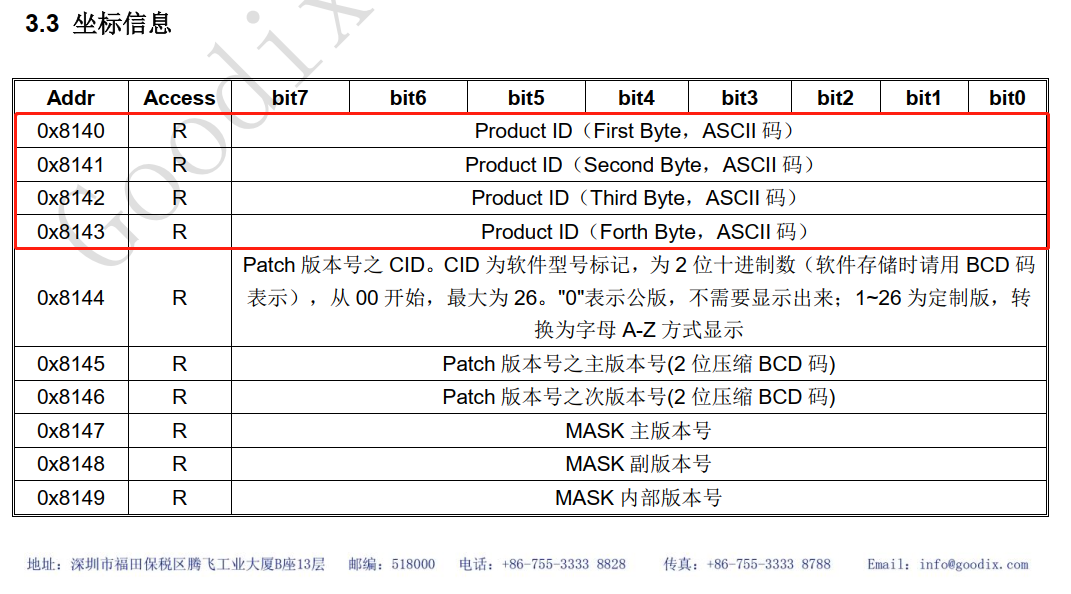 3.3 坐标信息
Goodix
Addr Access bit7 bit6 bit5 bit4 bit3 bit2 bit1 bit0
0x8140 R Product ID（First Byte，ASCII 码）
0x8141 R Product ID（Second Byte，ASCII 码）
0x8142 R Product ID（Third Byte，ASCII 码）
0x8143 R Product ID（Forth Byte，ASCII 码）
Patch 版本号之 CID。CID 为软件型号标记，为 2 位十进制数（软件存储时请用 BCD 码
0x8144 R 表示），从 00 开始，最大为 26。"0"表示公版，不需要显示出来；1~26 为定制版，转
换为字母 A-Z 方式显示
0x8145 R Patch 版本号之主版本号(2 位压缩 BCD 码)
0x8146 R Patch 版本号之次版本号(2 位压缩 BCD 码)
0x8147 R MASK 主版本号
0x8148 R MASK 副版本号
0x8149 R MASK 内部版本号
地址：深圳市福田保税区腾飞工业大厦B座13层 邮编：518000 电话：+86-755-3333 8828 传真：+86-755-3333 8788 Email：info@goodix.com